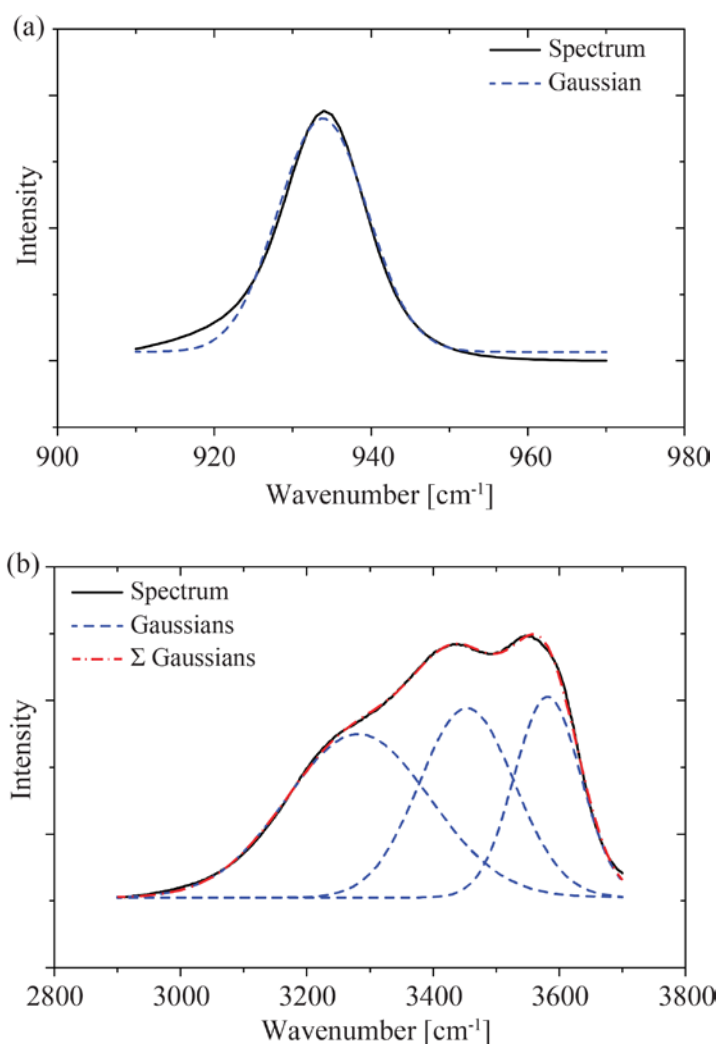 (a)
Spectrum
Gaussian
Intensity
900 920 940 960 980
Wavenumber [cm⁻¹]
(b)
Spectrum
Gaussians
Σ Gaussians
Intensity
2800 3000 3200 3400 3600 3800
Wavenumber [cm⁻¹]